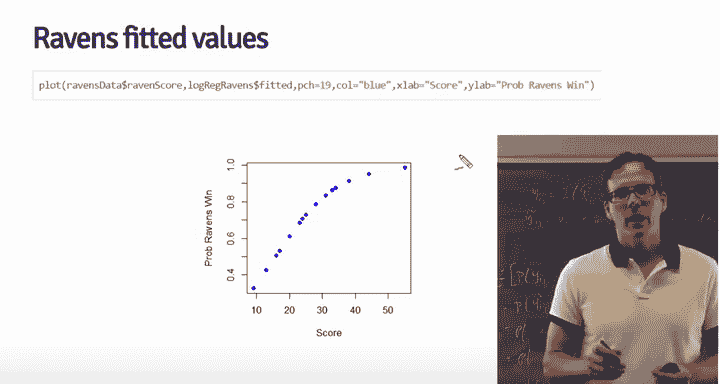 Ravens fitted values
plot(ravensData$ravenScore,logRegRavens$fitted,pch=19,col="blue",xlab="Score",ylab="Prob Ravens Win")
Prob Ravens Win
1.0
0.8
0.6
0.4
10 20 30 40 50
Score